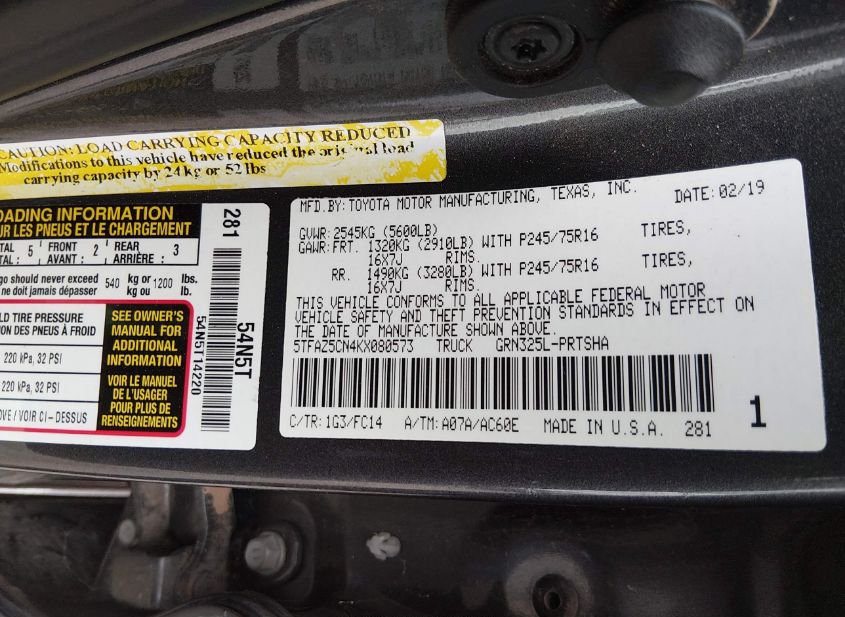 CAUTION: LOAD CARRYING CAPACITY REDUCED
Modifications to this vehicle have reduced the original load
carrying capacity by 24 kg or 52 lbs
LOADING INFORMATION
UR LES PNEUS ET LE CHARGEMENT
TAL : 5 FRONT AVANT : 2 REAR ARRIÈRE : 3
go should never exceed 540 kg or 1200 lbs.
ne doit jamais dépasser kg ou lb.
LD TIRE PRESSURE
ION DES PNEUS À FROID
220 kPa, 32 PSI
220 kPa, 32 PSI
OVE / VOIR CI-DESSUS
SEE OWNER'S
MANUAL FOR
ADDITIONAL
INFORMATION
VOIR LE MANUEL
DE L'USAGER
POUR PLUS DE
RENSEIGNEMENTS
281
54N5T
54N5T14220
MFD.BY:TOYOTA MOTOR MANUFACTURING, TEXAS, INC. DATE:02/19
GVWR:2545KG (5600LB)
GAWR:FRT. 1320KG (2910LB) WITH P245/75R16 TIRES,
16X7J RIMS.
RR. 1490KG (3280LB) WITH P245/75R16 TIRES,
16X7J RIMS.
THIS VEHICLE CONFORMS TO ALL APPLICABLE FEDERAL MOTOR
VEHICLE SAFETY AND THEFT PREVENTION STANDARDS IN EFFECT ON
THE DATE OF MANUFACTURE SHOWN ABOVE.
5TFAZ5CN4KX080573 TRUCK GRN325L-PRTSHA
C/TR:1G3/FC14 A/TM:A07A/AC60E MADE IN U.S.A. 281
1